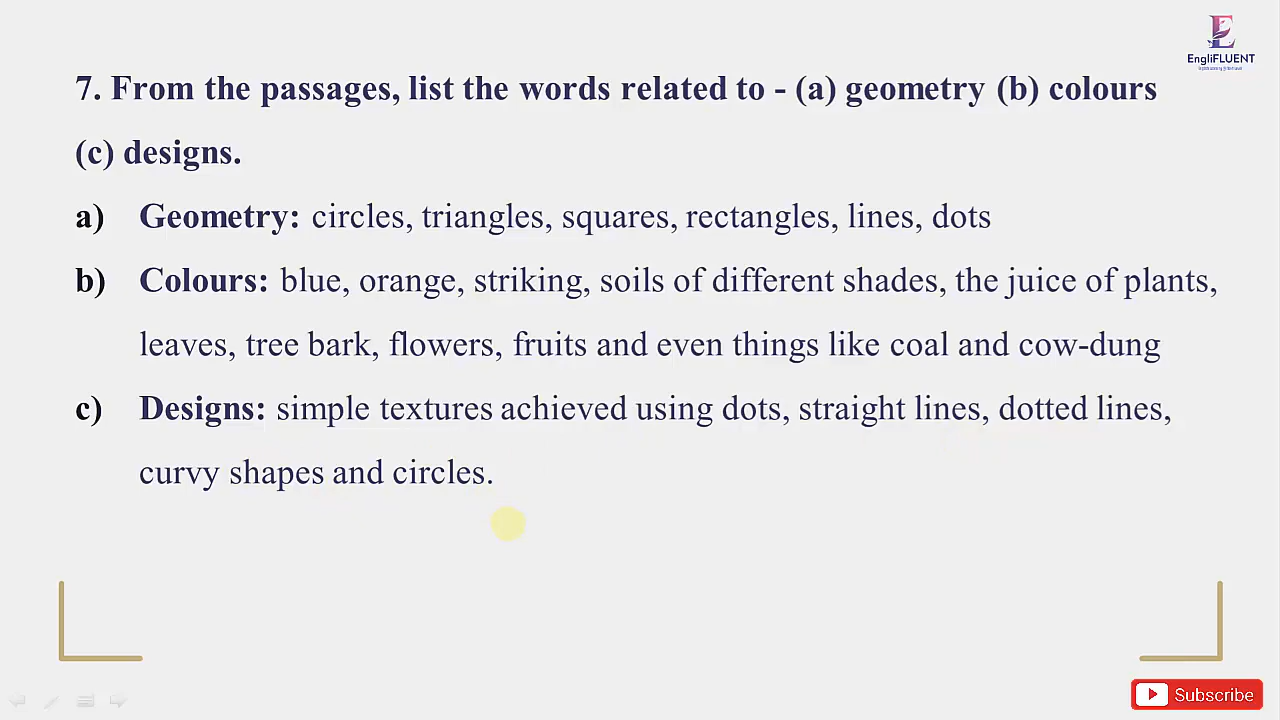 EngliFLUENT
7. From the passages, list the words related to - (a) geometry (b) colours
(c) designs.
a) Geometry: circles, triangles, squares, rectangles, lines, dots
b) Colours: blue, orange, striking, soils of different shades, the juice of plants,
leaves, tree bark, flowers, fruits and even things like coal and cow-dung
c) Designs: simple textures achieved using dots, straight lines, dotted lines,
curvy shapes and circles.
Subscribe